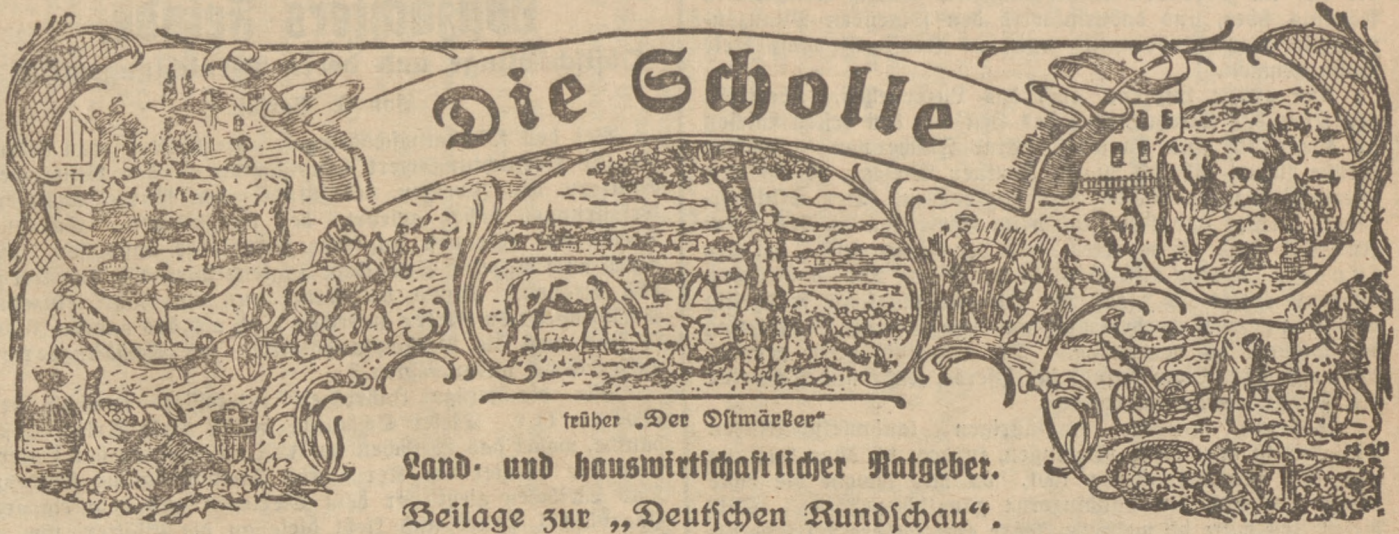 Die Scholle
früher „Der Ostmärker“
Land- und hauswirtschaftlicher Ratgeber.
Beilage zur „Deutschen Rundschau“.